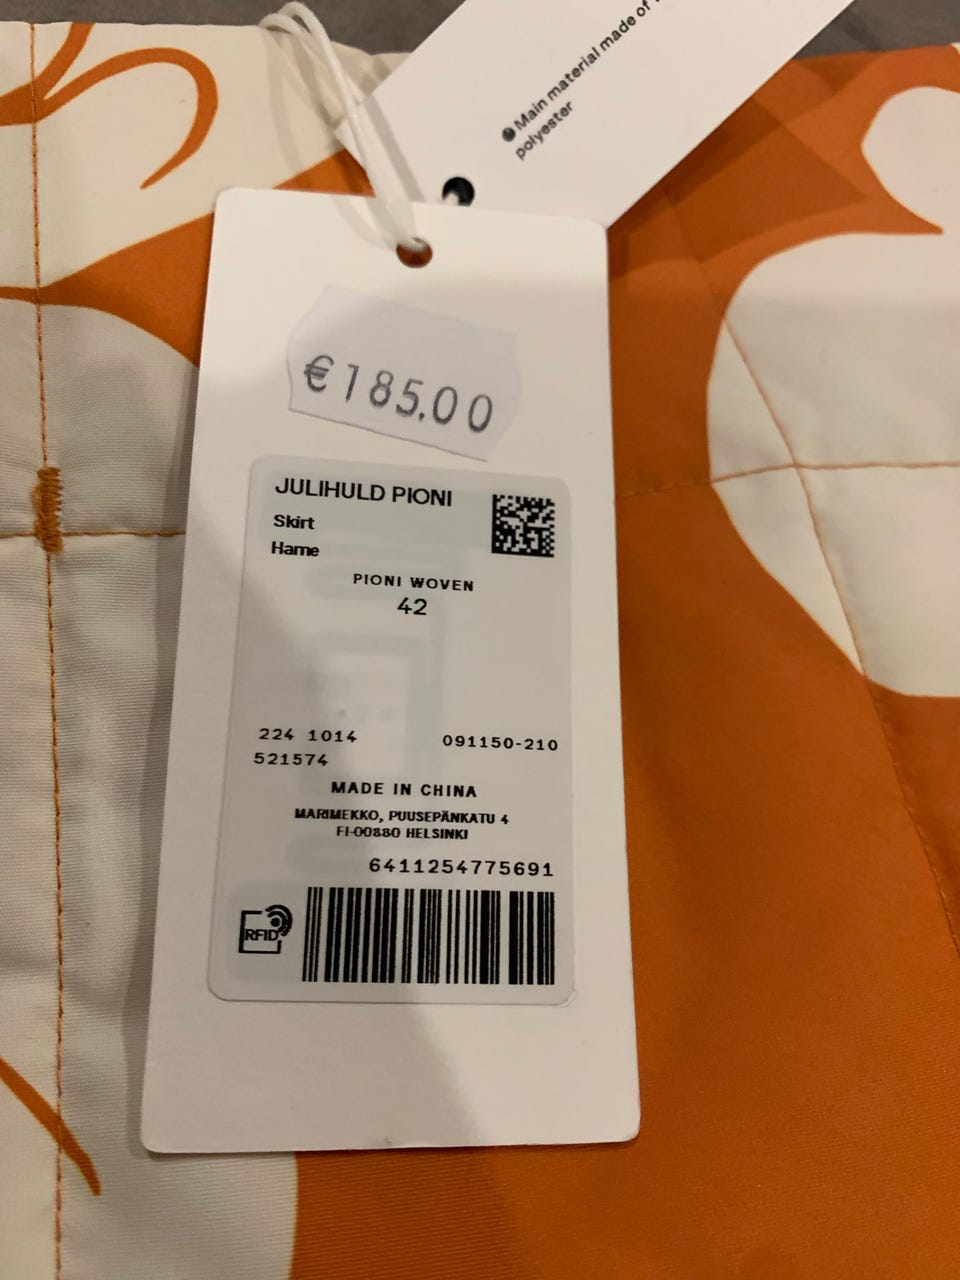 Main material made of
polyester
€185.00
JULIHULD PIONI
Skirt
Hame
PIONI WOVEN
42
224 1014
091150-210
521574
MADE IN CHINA
MARIMEKKO, PUUSEPÄNKATU 4
FI-00880 HELSINKI
6411254775691
RFID